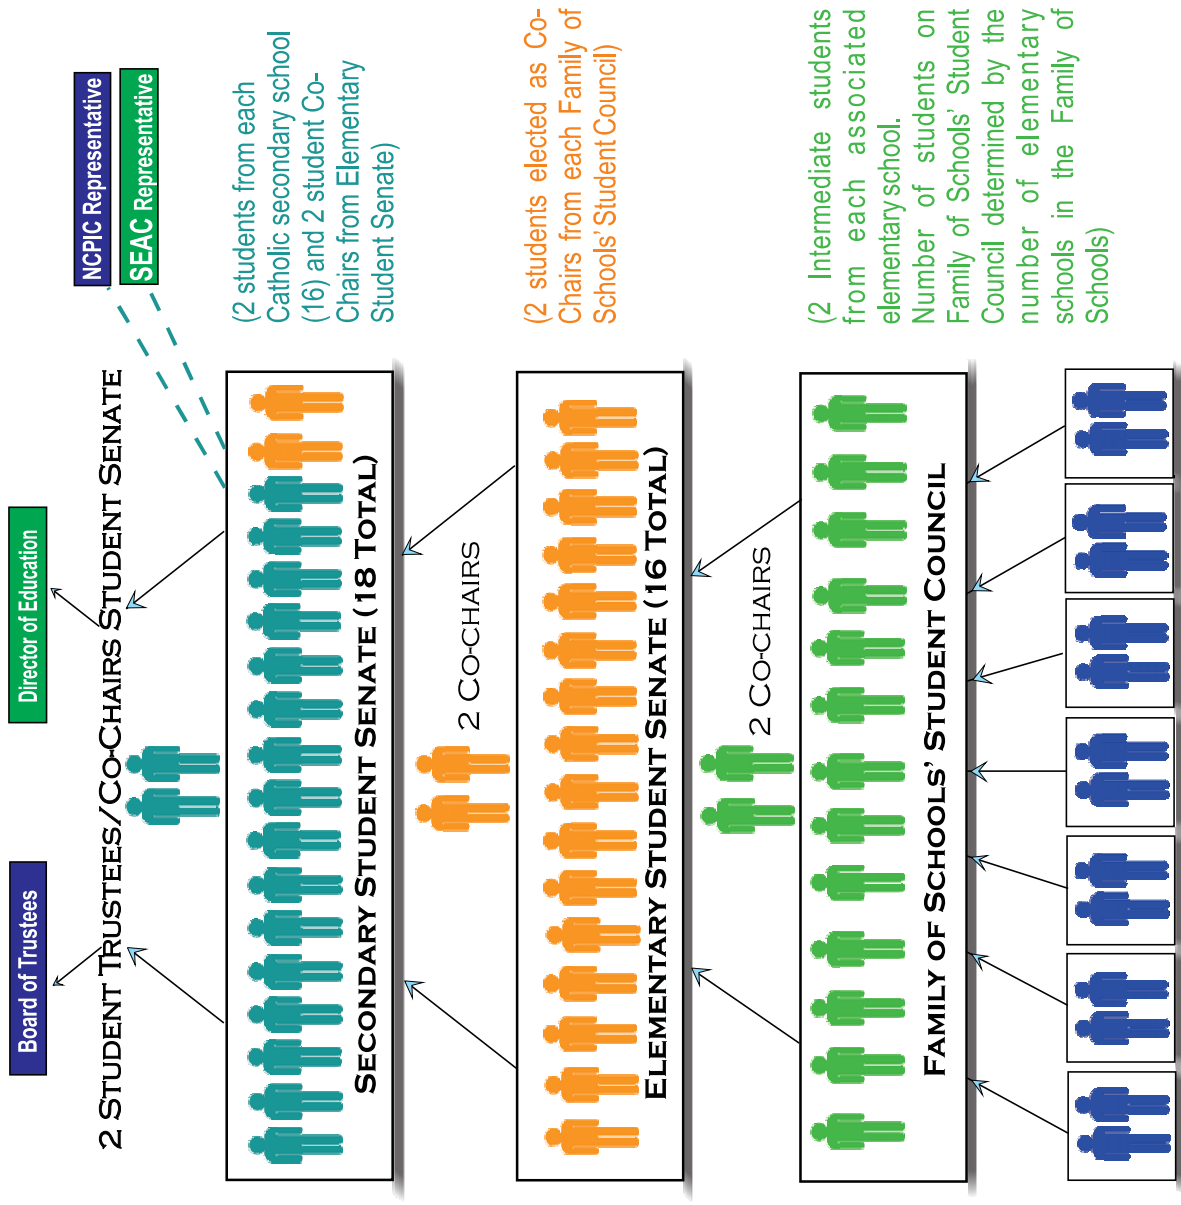 Board of Trustees
Director of Education
NCPIC Representative
SEAC Representative
2 STUDENT TRUSTEES/CO-CHAIRS STUDENT SENATE
(2 students from each
Catholic secondary school
(16) and 2 student Co-
Chairs from Elementary
Student Senate)
SECONDARY STUDENT SENATE (18 TOTAL)
2 CO-CHAIRS
(2 students elected as Co-
Chairs from each Family of
Schools' Student Council)
ELEMENTARY STUDENT SENATE (16 TOTAL)
2 CO-CHAIRS
(2 Intermediate students
from each associated
elementary school.
Number of students on
Family of Schools' Student
Council determined by the
number of elementary
schools in the Family of
Schools)
FAMILY OF SCHOOLS' STUDENT COUNCIL